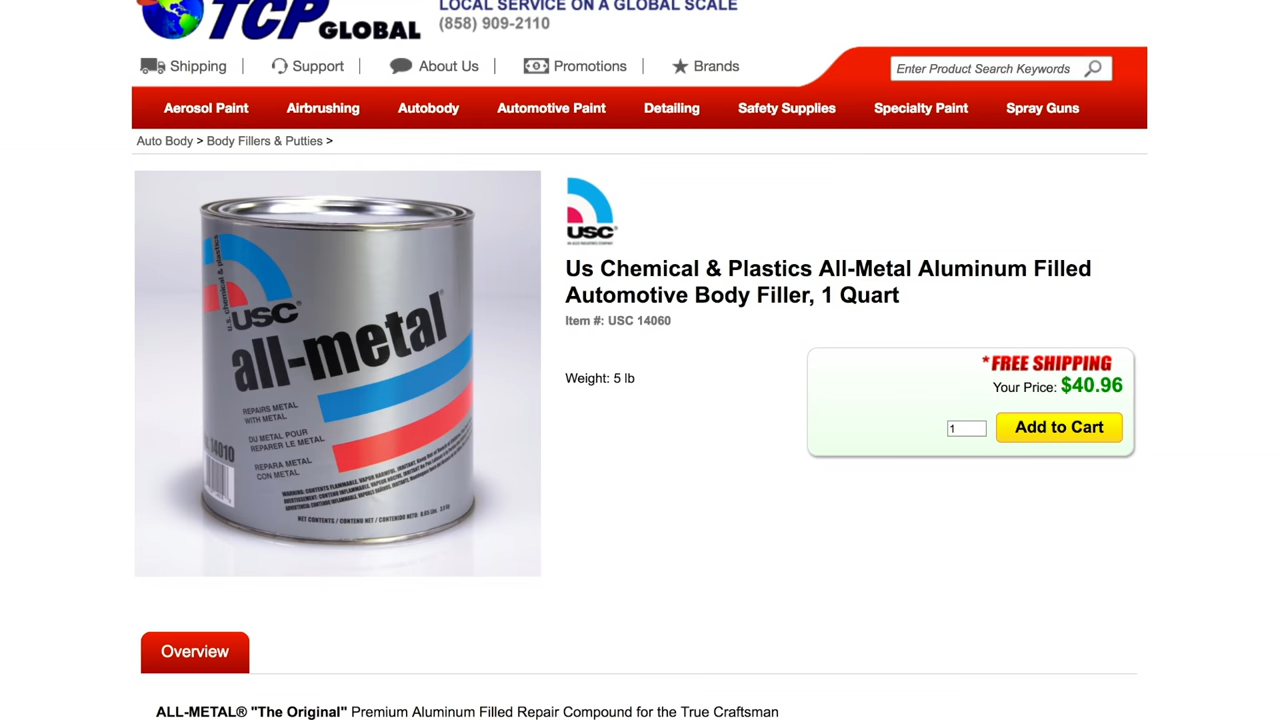 LOCAL SERVICE ON A GLOBAL SCALE
TCP GLOBAL
(858) 909-2110
Shipping | Support | About Us | Promotions | Brands
Enter Product Search Keywords
Aerosol Paint Airbrushing Autobody Automotive Paint Detailing Safety Supplies Specialty Paint Spray Guns
Auto Body > Body Fillers & Putties >
u.s. chemical & plastics
USC®
all-metal®
REPAIRS METAL
WITH METAL
DU METAL POUR
REPARER LE METAL
REPARA METAL
CON METAL
14010
USC
Us Chemical & Plastics All-Metal Aluminum Filled
Automotive Body Filler, 1 Quart
Item #: USC 14060
Weight: 5 lb
*FREE SHIPPING
Your Price: $40.96
1
Add to Cart
Overview
ALL-METAL® "The Original" Premium Aluminum Filled Repair Compound for the True Craftsman